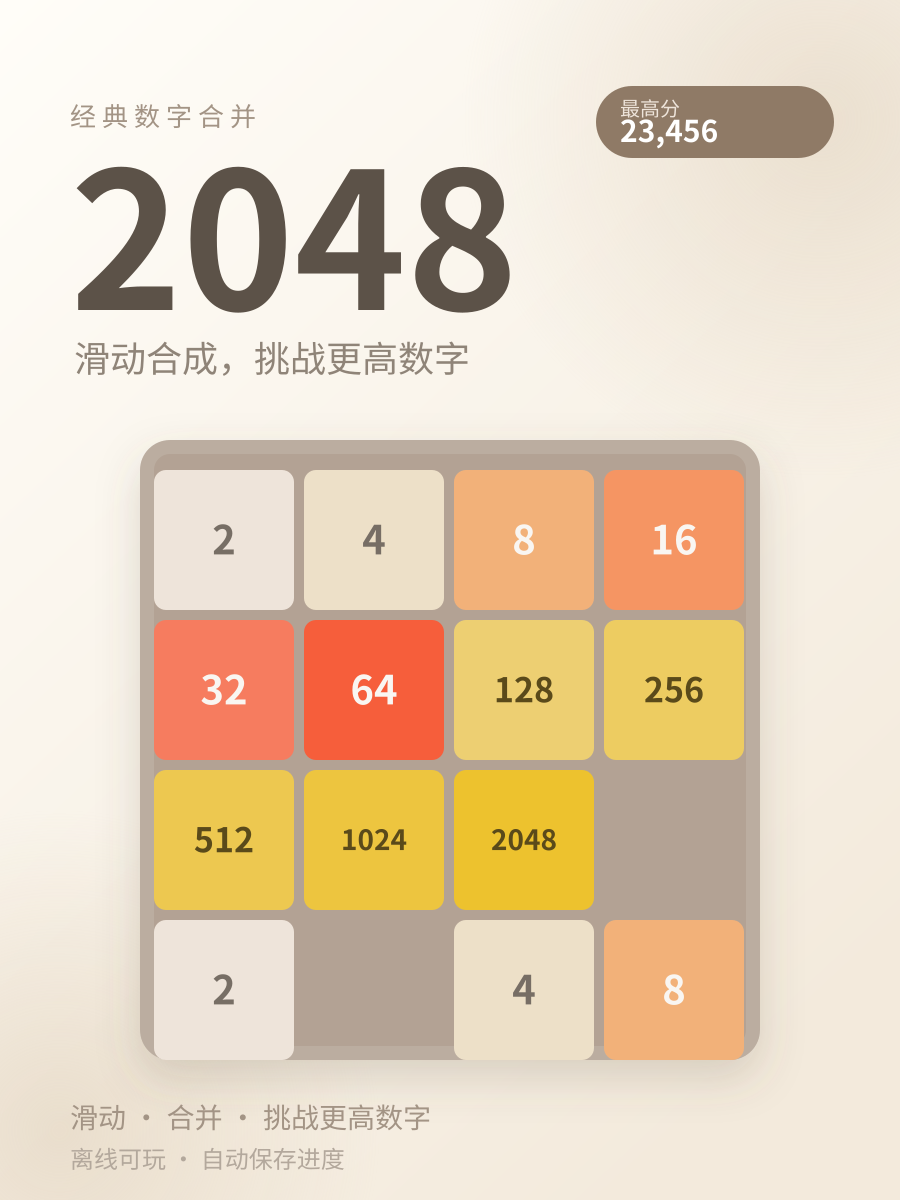 经典数字合并
最高分
23,456
2048
滑动合成，挑战更高数字
2 4 8 16
32 64 128 256
512 1024 2048
2 4 8
滑动 • 合并 • 挑战更高数字
离线可玩 • 自动保存进度